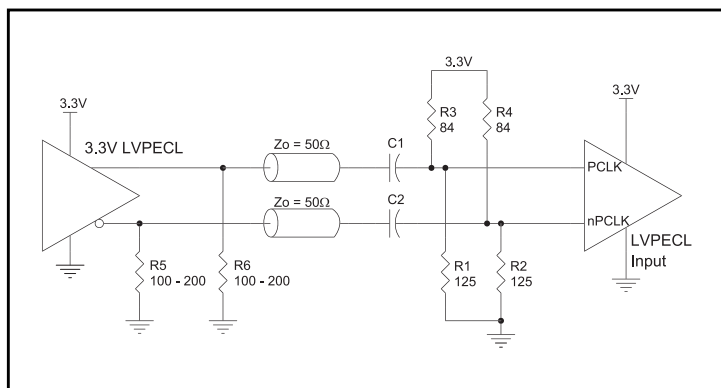 3.3V
3.3V LVPECL
R5
100 - 200
R6
100 - 200
Zo = 50Ω
Zo = 50Ω
C1
C2
3.3V
R3
84
R4
84
R1
125
R2
125
3.3V
PCLK
nPCLK
LVPECL
Input